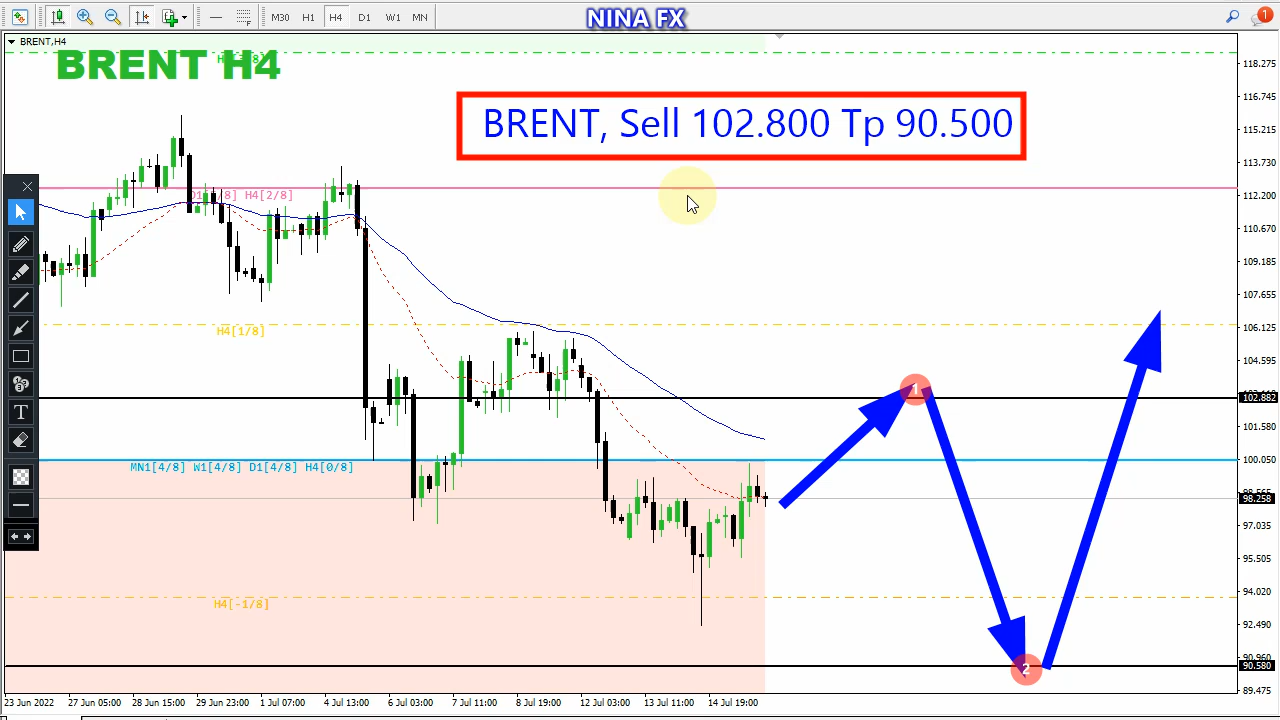 M30 H1 H4 D1 W1 MN
NINA FX
1
BRENT,H4
BRENT H4
BRENT, Sell 102.800 Tp 90.500
118.275
116.745
115.215
113.730
112.200
110.670
109.185
107.655
106.125
104.595
102.882
101.580
100.050
98.258
97.035
95.505
94.020
92.490
90.960
90.580
89.475
H4[2/8]
H4[1/8]
MN1[4/8] W1[4/8] D1[4/8] H4[0/8]
H4[-1/8]
T
1
2
23 Jun 2022
27 Jun 05:00
28 Jun 15:00
29 Jun 23:00
1 Jul 07:00
4 Jul 13:00
6 Jul 03:00
7 Jul 11:00
8 Jul 19:00
12 Jul 03:00
13 Jul 11:00
14 Jul 19:00